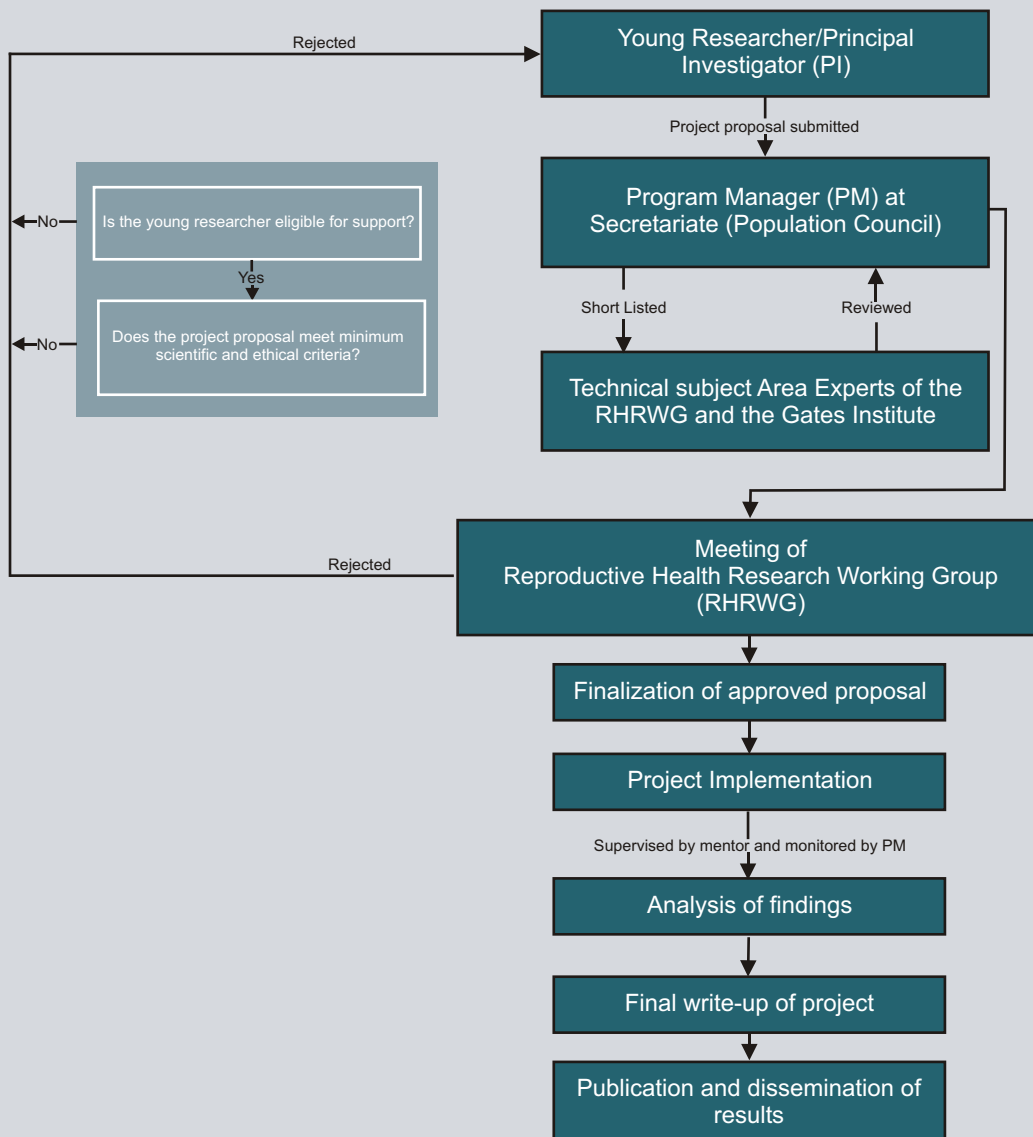 Rejected
Young Researcher/Principal
Investigator (PI)
Project proposal submitted
Program Manager (PM) at
Secretariate (Population Council)
No
Is the young researcher eligible for support?
Yes
No
Does the project proposal meet minimum
scientific and ethical criteria?
Short Listed
Reviewed
Technical subject Area Experts of the
RHRWG and the Gates Institute
Rejected
Meeting of
Reproductive Health Research Working Group
(RHRWG)
Finalization of approved proposal
Project Implementation
Supervised by mentor and monitored by PM
Analysis of findings
Final write-up of project
Publication and dissemination of
results